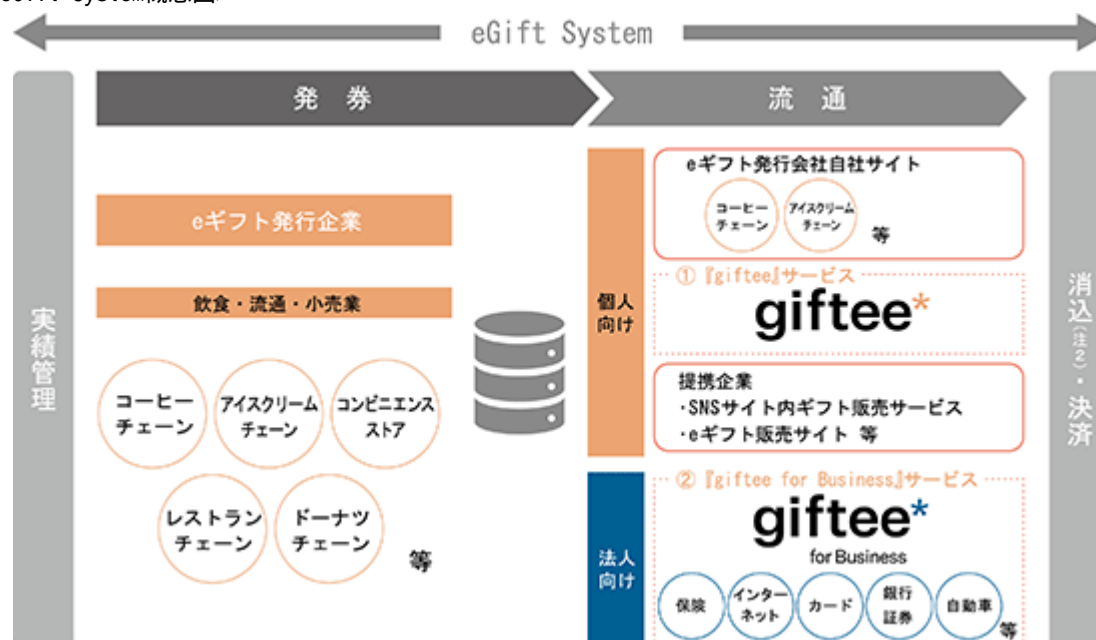 eGift System
発券
流通
実績管理
eギフト発行企業
飲食・流通・小売業
コーヒー
チェーン
アイスクリーム
チェーン
コンビニエンス
ストア
レストラン
チェーン
ドーナツ
チェーン
等
個人
向け
eギフト発行会社自社サイト
コーヒー
チェーン
アイスクリーム
チェーン
等
① 『giftee』サービス
giftee*
提携企業
・SNSサイト内ギフト販売サービス
・eギフト販売サイト 等
法人
向け
② 『giftee for Business』サービス
giftee*
for Business
保険
インター
ネット
カード
銀行
証券
自動車
等
消込(注2)・決済